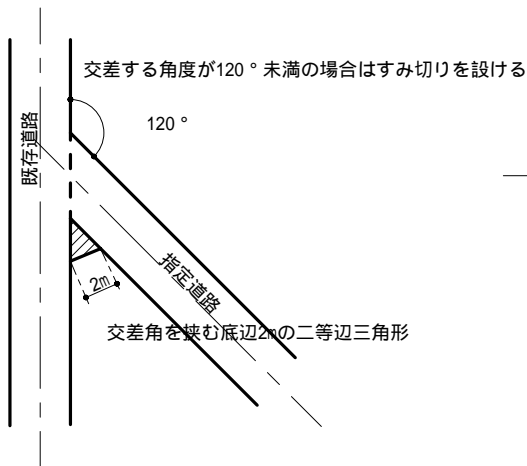 交差する角度が120°未満の場合はすみ切りを設ける
120°
既存道路
指定道路
2m
交差角を挟む底辺2mの二等辺三角形